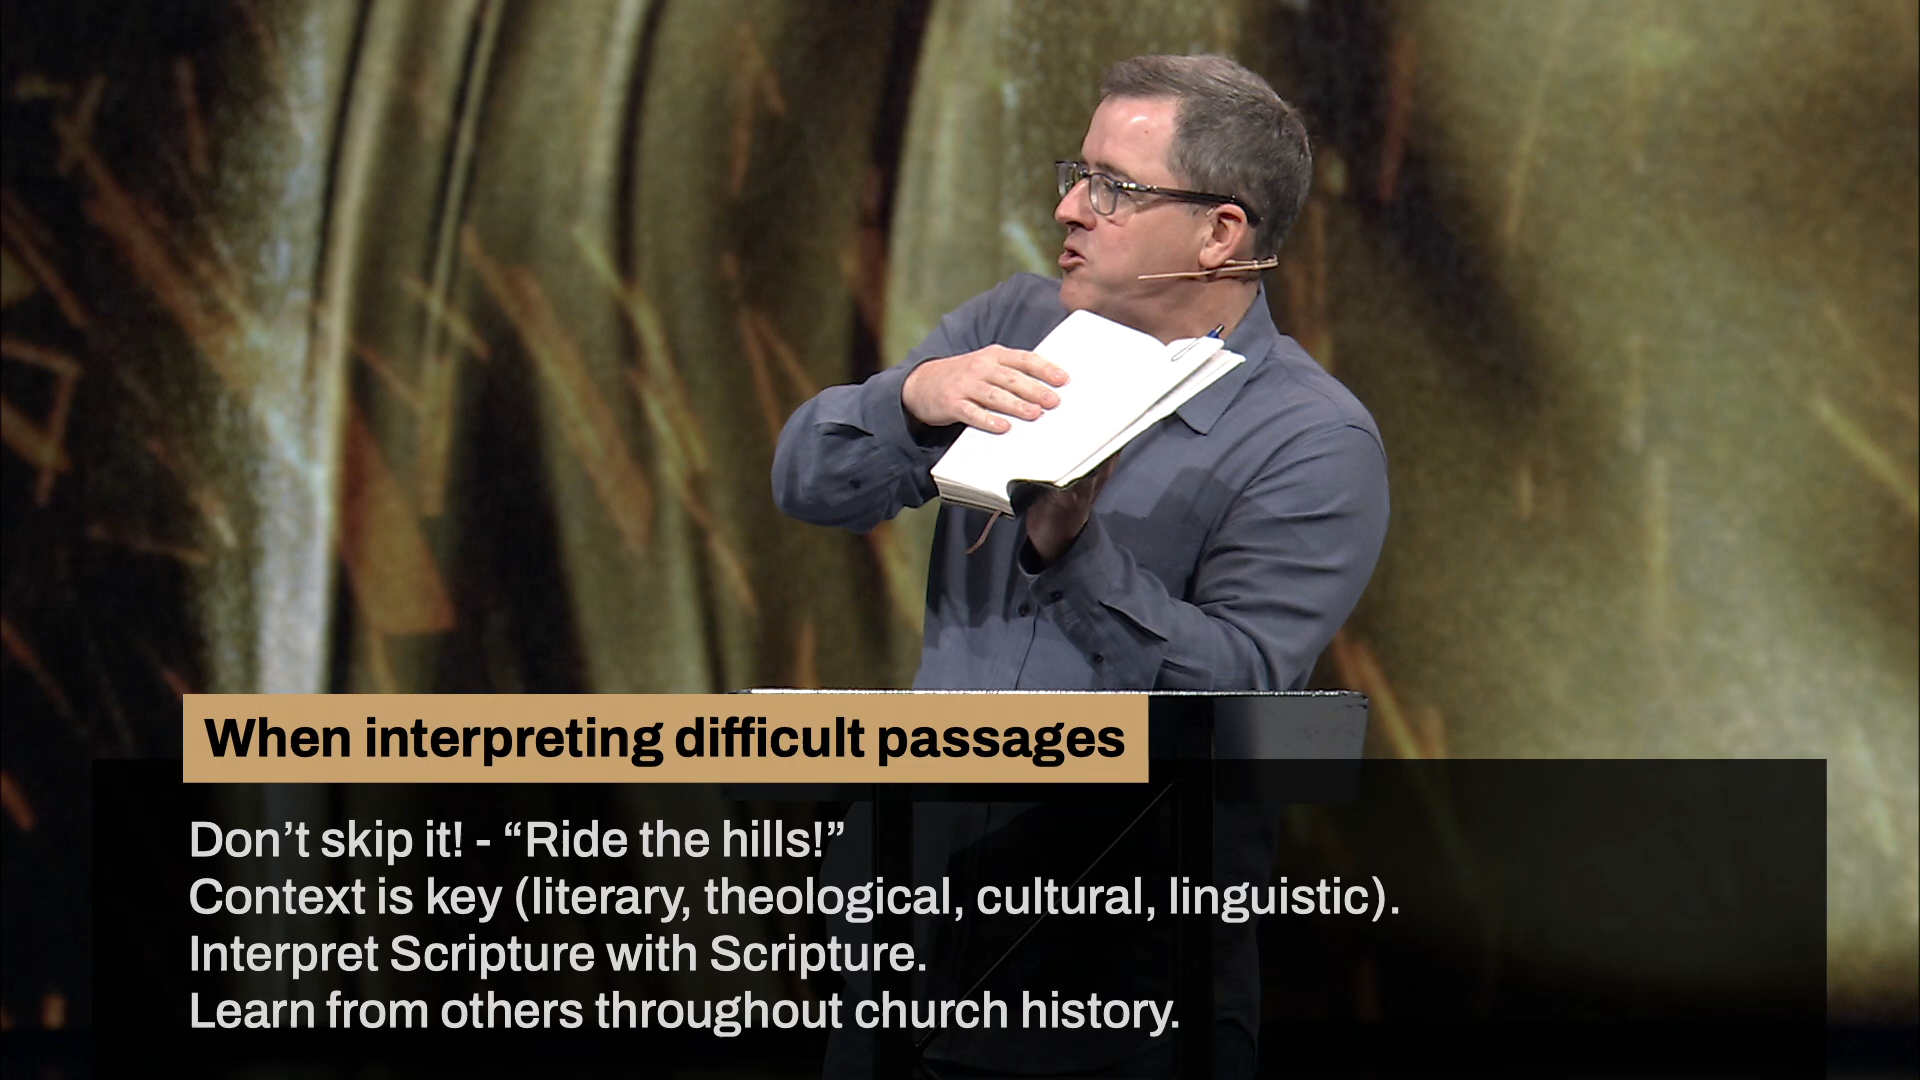 When interpreting difficult passages
Don’t skip it! - “Ride the hills!”
Context is key (literary, theological, cultural, linguistic).
Interpret Scripture with Scripture.
Learn from others throughout church history.